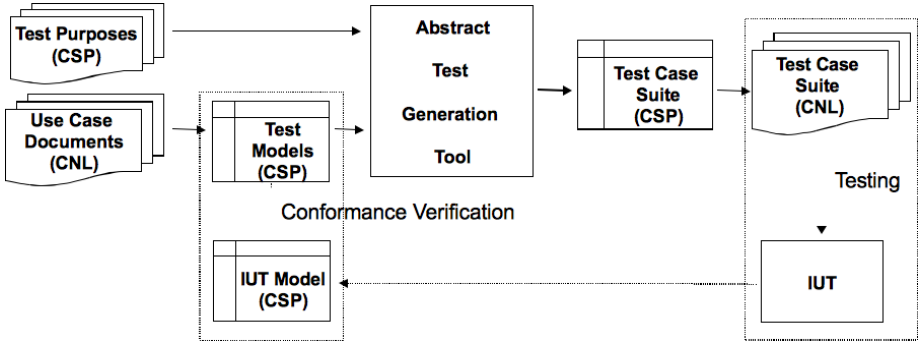 Test Purposes
(CSP)
Use Case
Documents
(CNL)
Test
Models
(CSP)
Abstract
Test
Generation
Tool
Test Case
Suite
(CSP)
Test Case
Suite
(CNL)
Conformance Verification
Testing
IUT Model
(CSP)
IUT